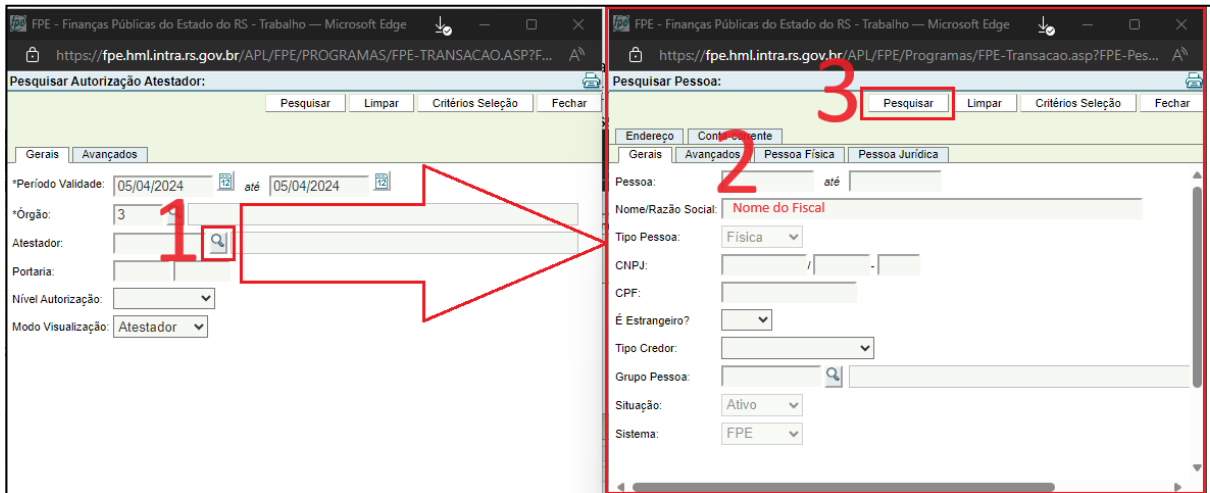 FPE - Finanças Públicas do Estado do RS - Trabalho — Microsoft Edge
https://fpe.hml.intra.rs.gov.br/APL/FPE/PROGRAMAS/FPE-TRANSACAO.ASP?F...
Pesquisar Autorização Atestador:
Pesquisar Limpar Critérios Seleção Fechar
Gerais Avançados
*Período Validade: 05/04/2024 até 05/04/2024
*Órgão: 3
1
Atestador:
Portaria:
Nível Autorização:
Modo Visualização: Atestador
FPE - Finanças Públicas do Estado do RS - Trabalho — Microsoft Edge
https://fpe.hml.intra.rs.gov.br/APL/FPE/Programas/FPE-Transacao.asp?FPE-Pes...
Pesquisar Pessoa:
3
Pesquisar Limpar Critérios Seleção Fechar
Endereço Conta-corrente
2
Gerais Avançados Pessoa Física Pessoa Jurídica
Pessoa: até
Nome/Razão Social: Nome do Fiscal
Tipo Pessoa: Física
CNPJ: / -
CPF:
É Estrangeiro?
Tipo Credor:
Grupo Pessoa:
Situação: Ativo
Sistema: FPE